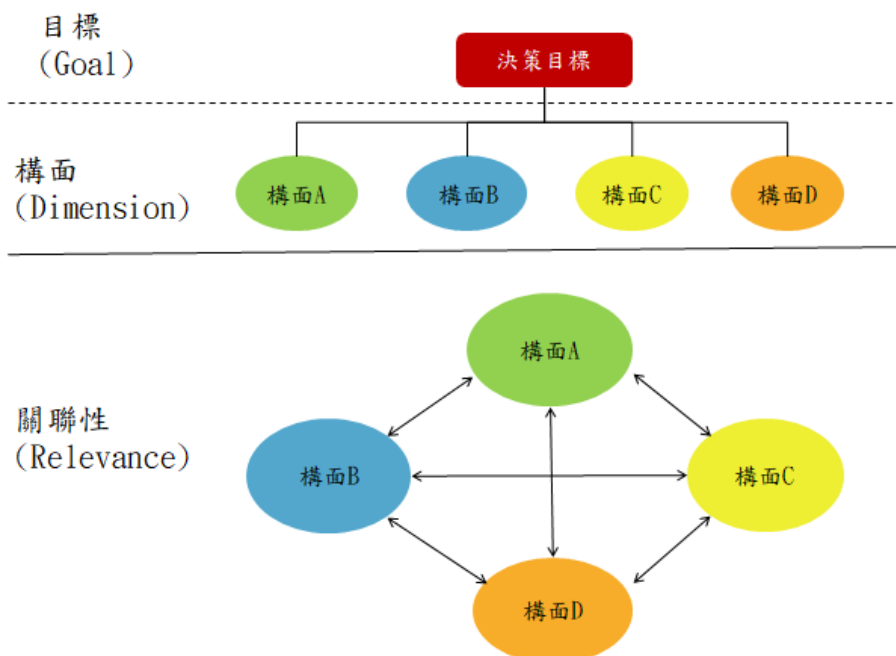 目標
(Goal)
決策目標
構面
(Dimension)
構面A
構面B
構面C
構面D
關聯性
(Relevance)
構面A
構面B
構面C
構面D